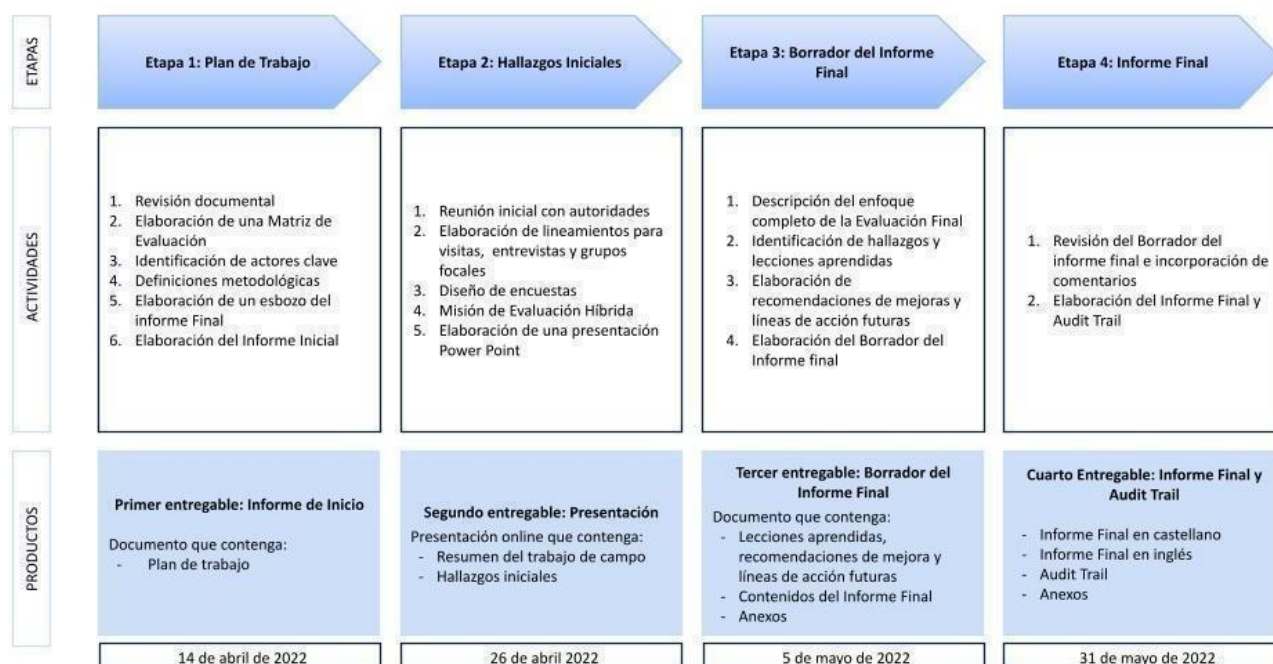 ETAPAS
Etapa 1: Plan de Trabajo
Etapa 2: Hallazgos Iniciales
Etapa 3: Borrador del Informe
Final
Etapa 4: Informe Final
ACTIVIDADES
1. Revisión documental
2. Elaboración de una Matriz de
Evaluación
3. Identificación de actores clave
4. Definiciones metodológicas
5. Elaboración de un esbozo del
informe Final
6. Elaboración del Informe Inicial
1. Reunión inicial con autoridades
2. Elaboración de lineamientos para
visitas, entrevistas y grupos
focales
3. Diseño de encuestas
4. Misión de Evaluación Híbrida
5. Elaboración de una presentación
Power Point
1. Descripción del enfoque
completo de la Evaluación Final
2. Identificación de hallazgos y
lecciones aprendidas
3. Elaboración de
recomendaciones de mejoras y
líneas de acción futuras
4. Elaboración del Borrador del
Informe final
1. Revisión del Borrador del
informe final e incorporación de
comentarios
2. Elaboración del Informe Final y
Audit Trail
PRODUCTOS
Primer entregable: Informe de Inicio
Documento que contenga:
- Plan de trabajo
Segundo entregable: Presentación
Presentación online que contenga:
- Resumen del trabajo de campo
- Hallazgos iniciales
Tercer entregable: Borrador del
Informe Final
Documento que contenga:
- Lecciones aprendidas,
recomendaciones de mejora y
líneas de acción futuras
- Contenidos del Informe Final
- Anexos
Cuarto Entregable: Informe Final y
Audit Trail
- Informe Final en castellano
- Informe Final en inglés
- Audit Trail
- Anexos
14 de abril de 2022
26 de abril 2022
5 de mayo de 2022
31 de mayo de 2022